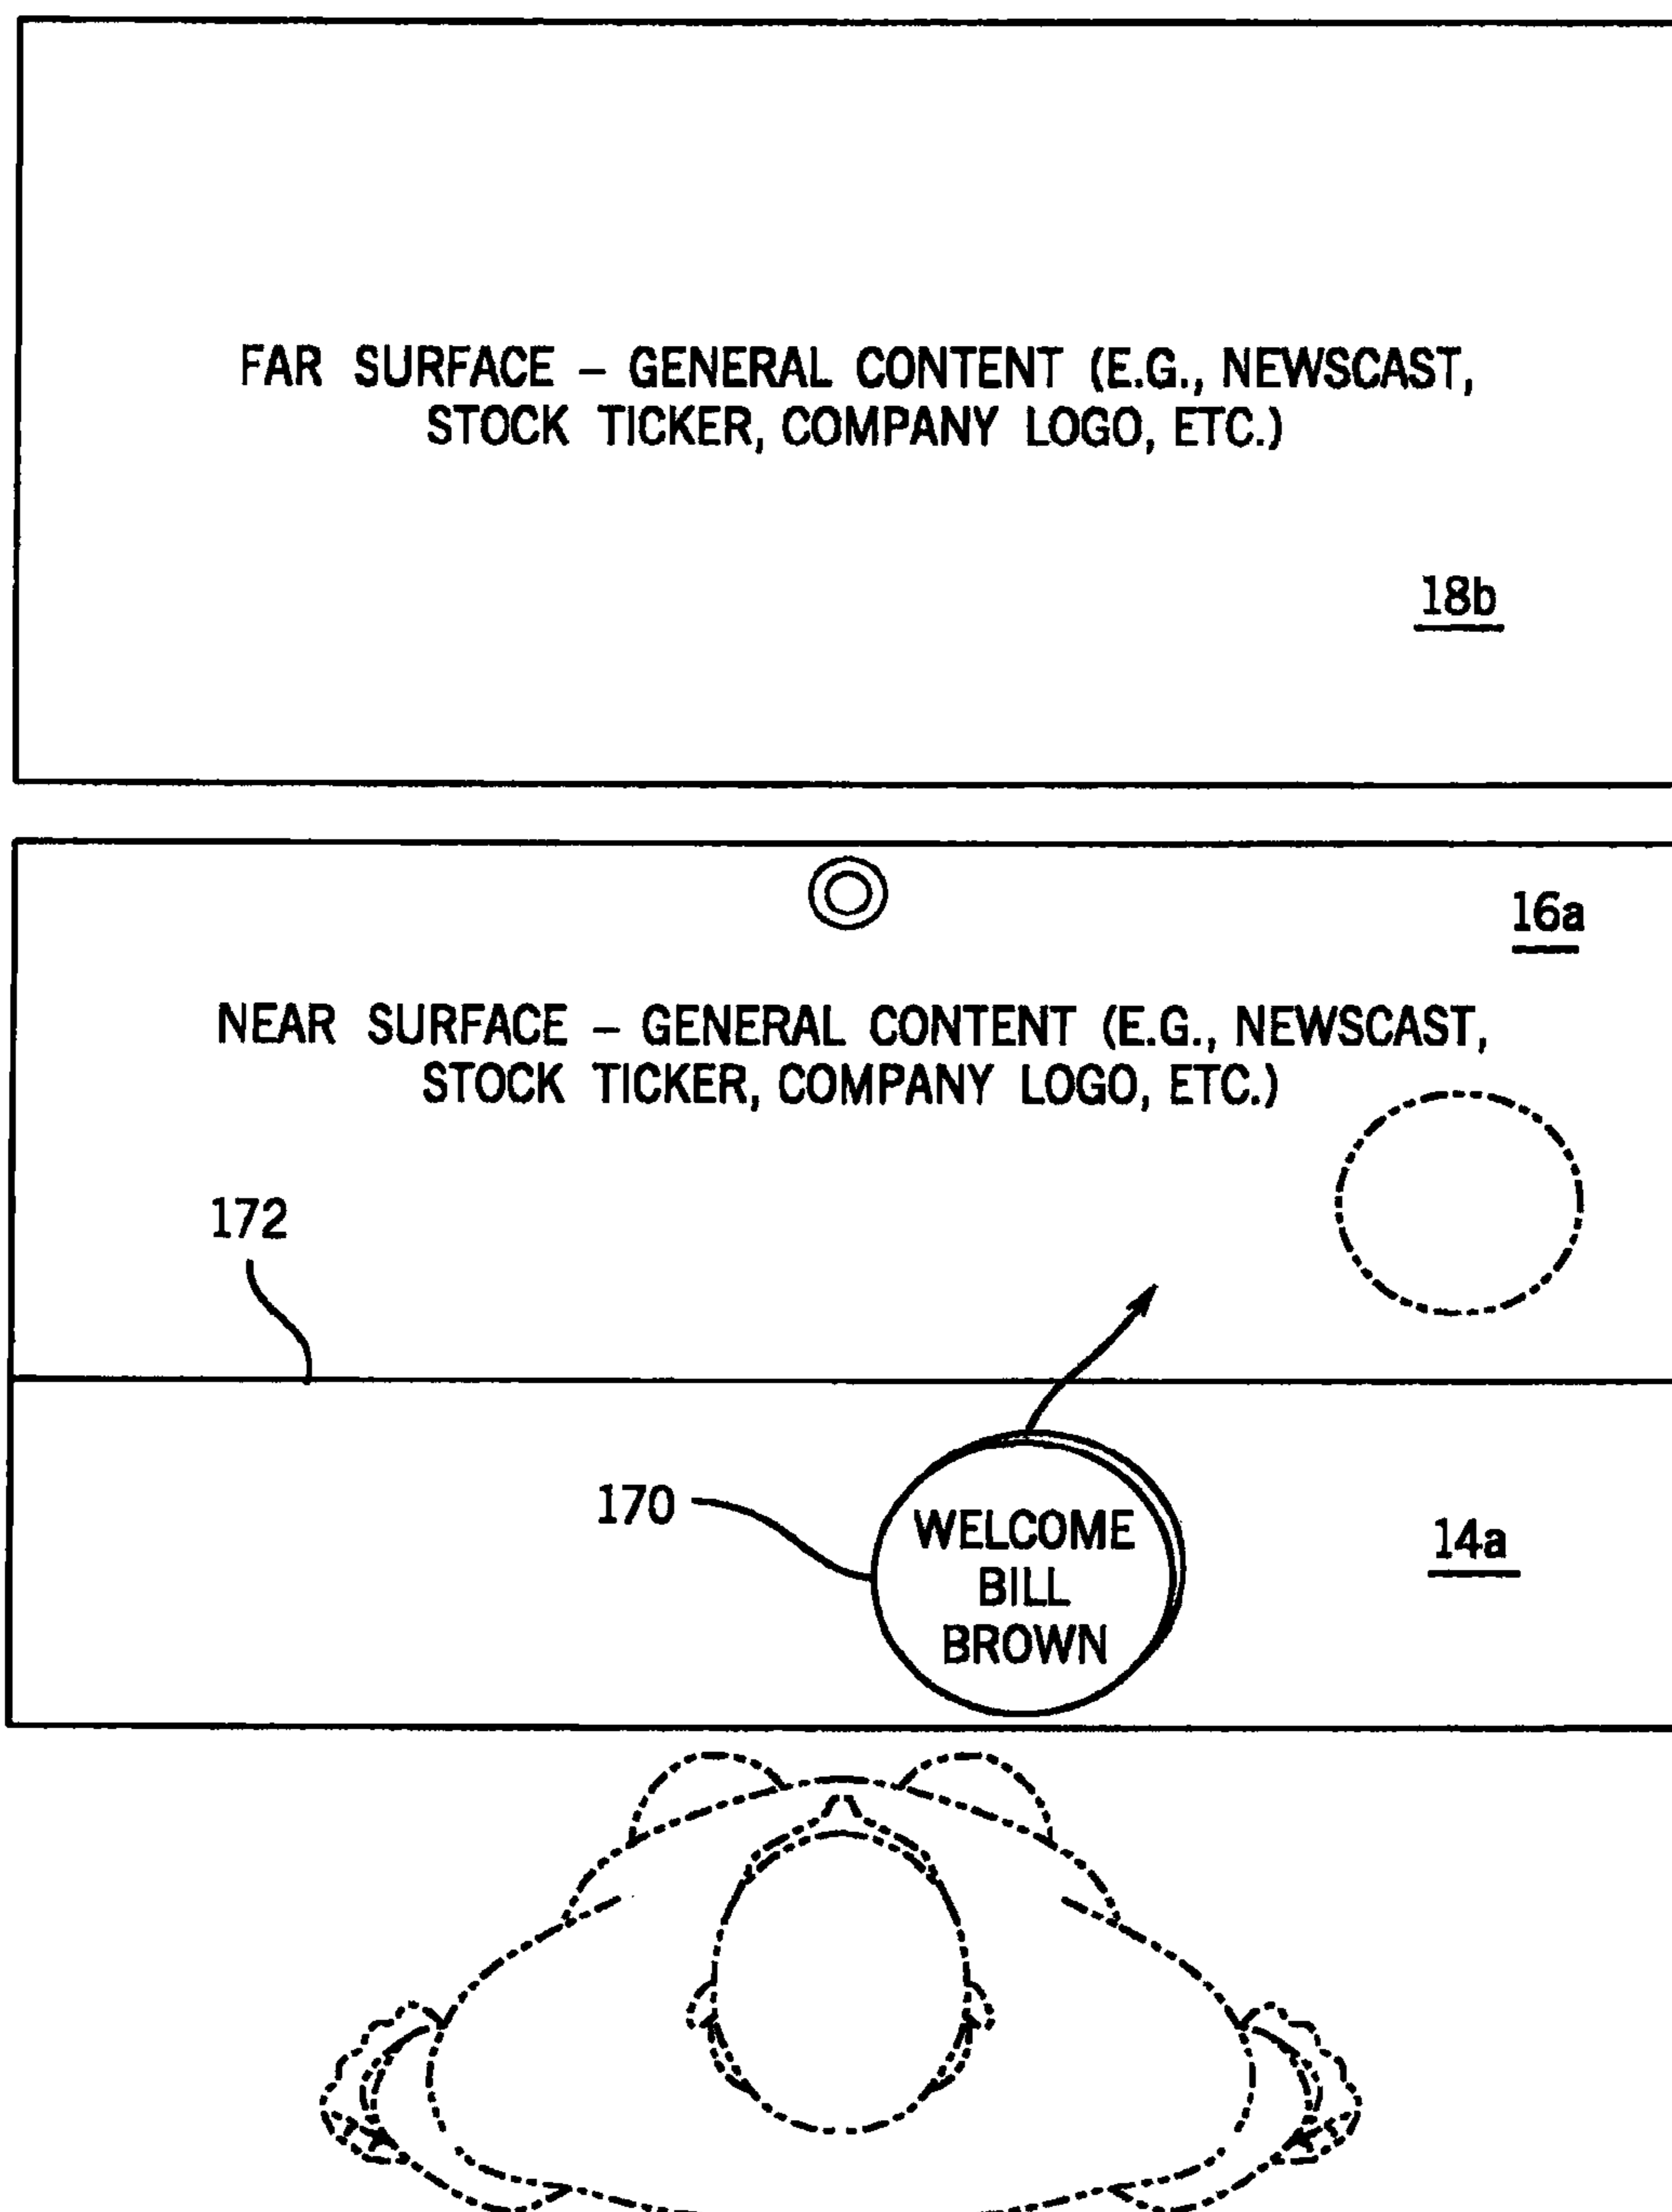 FAR SURFACE – GENERAL CONTENT (E.G., NEWSCAST,
STOCK TICKER, COMPANY LOGO, ETC.)
18b
16a
NEAR SURFACE – GENERAL CONTENT (E.G., NEWSCAST,
STOCK TICKER, COMPANY LOGO, ETC.)
172
170
WELCOME
BILL
BROWN
14a